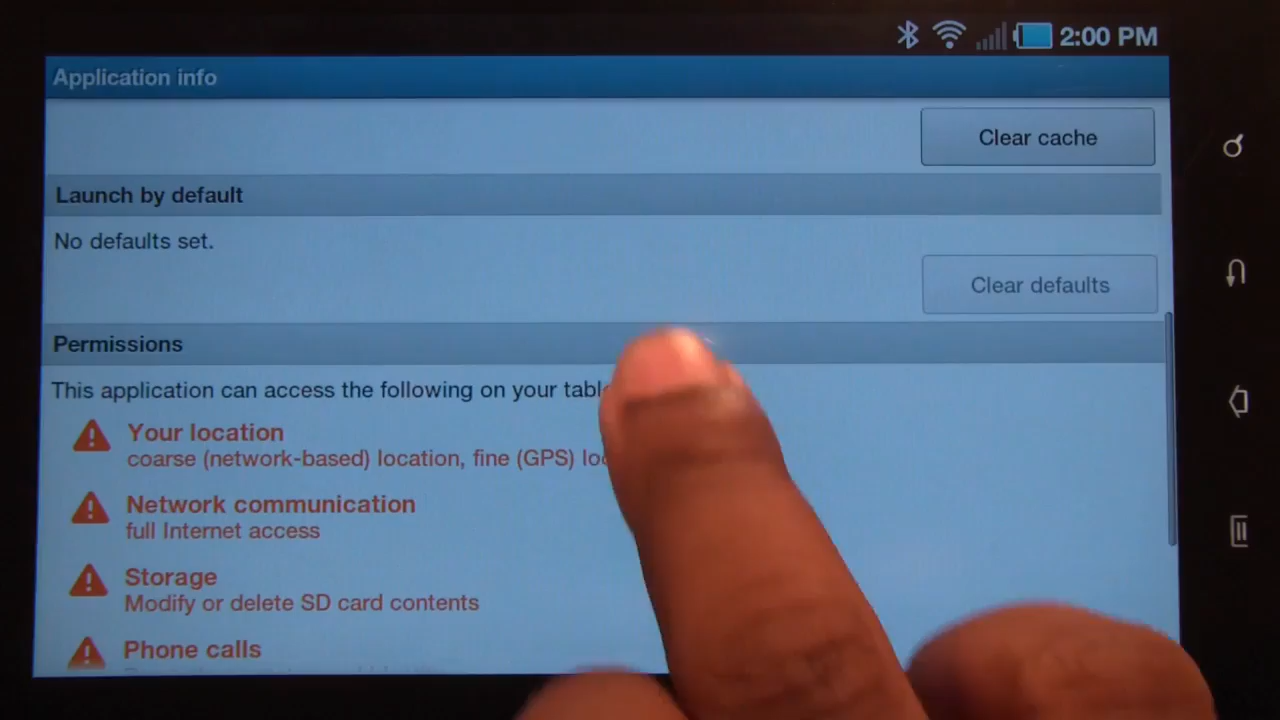 2:00 PM
Application info
Clear cache
Launch by default
No defaults set.
Clear defaults
Permissions
This application can access the following on your
Your location
coarse (network-based) location, fine (GPS)
Network communication
full Internet access
Storage
Modify or delete SD card contents
Phone calls